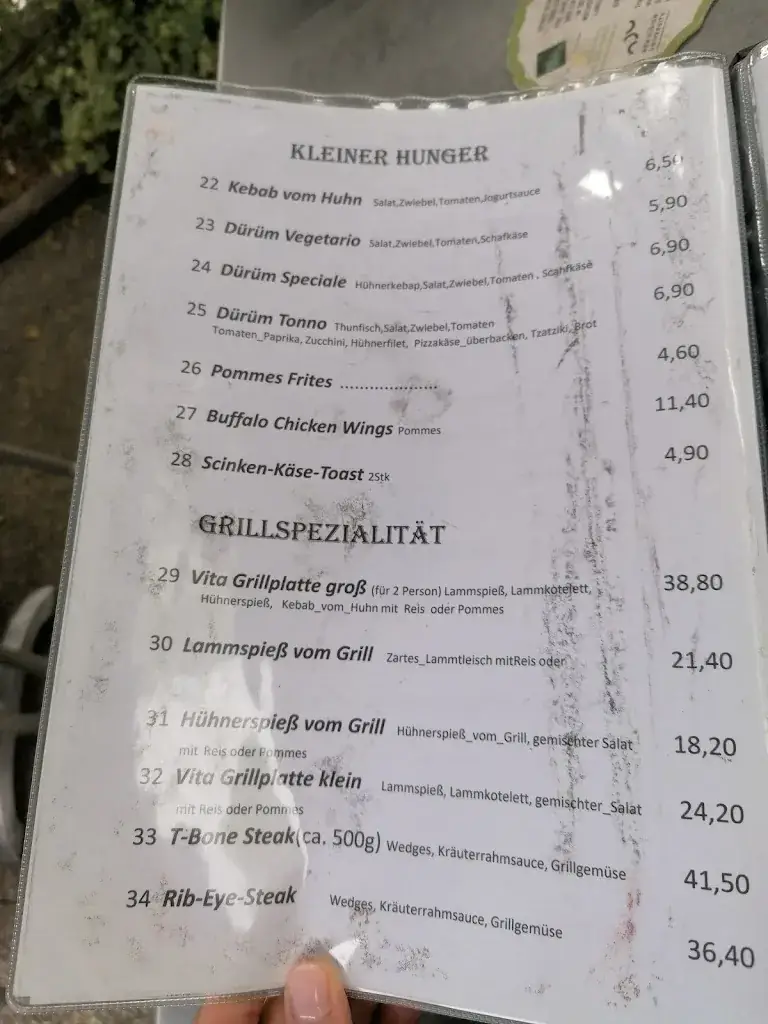 KLEINER HUNGER
22 Kebab vom Huhn Salat,Zwiebel,Tomaten,Jogurtsauce 6,50
23 Dürüm Vegetario Salat,Zwiebel,Tomaten,Schafkäse 5,90
24 Dürüm Speciale Hühnerkebap,Salat,Zwiebel,Tomaten , Scahfkäse 6,90
25 Dürüm Tonno Thunfisch,Salat,Zwiebel,Tomaten 6,90
Tomaten_Paprika, Zucchini, Hühnerfilet, Pizzakäse_überbacken, Tzatziki, Brot
26 Pommes Frites ..................... 4,60
27 Buffalo Chicken Wings Pommes 11,40
28 Scinken-Käse-Toast 2Stk 4,90
GRILLSPEZIALITÄT
29 Vita Grillplatte groß (für 2 Person) Lammspieß, Lammkotelett, 38,80
Hühnerspieß, Kebab_vom_Huhn mit Reis oder Pommes
30 Lammspieß vom Grill Zartes_Lammtleisch mitReis oder 21,40
31 Hühnerspieß vom Grill Hühnerspieß_vom_Grill, gemischter Salat 18,20
mit Reis oder Pommes
32 Vita Grillplatte klein Lammspieß, Lammkotelett, gemischter_Salat 24,20
mit Reis oder Pommes
33 T-Bone Steak(ca. 500g) Wedges, Kräuterrahmsauce, Grillgemüse 41,50
34 Rib-Eye-Steak Wedges, Kräuterrahmsauce, Grillgemüse 36,40